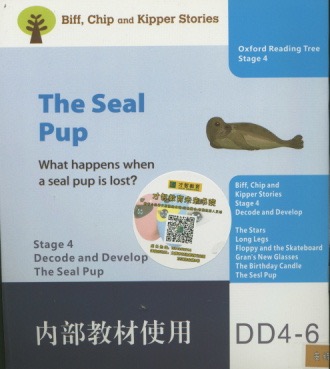 Biff, Chip and Kipper Stories
Oxford Reading Tree
Stage 4
The Seal
Pup
What happens when
a seal pup is lost?
Biff, Chip and
Kipper Stories
Stage 4
Decode and Develop
The Stars
Long Legs
Floppy and the Skateboard
Gran's New Glasses
The Birthday Candle
The Sesl Pup
Stage 4
Decode and Develop
The Seal Pup
内部教材使用
DD4-6